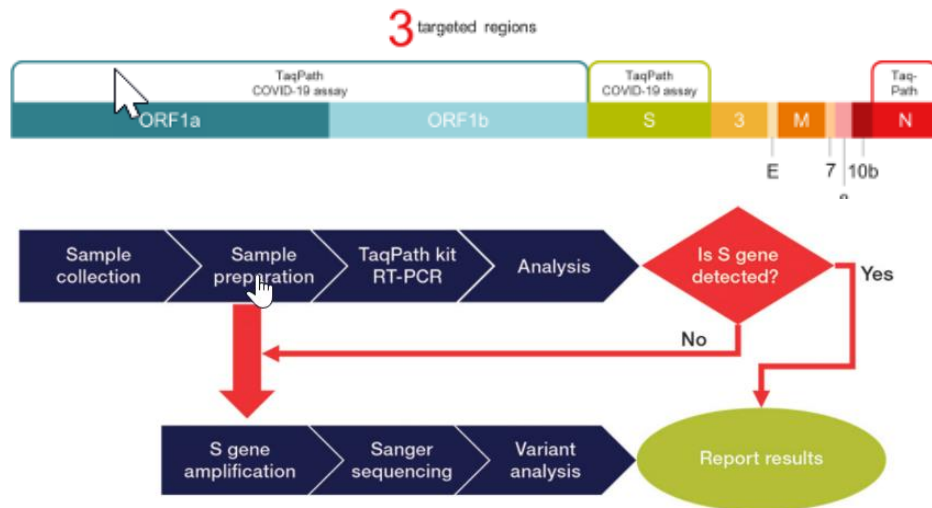 3 targeted regions
TaqPath
COVID-19 assay
TaqPath
COVID-19 assay
Taq-
Path
ORF1a
ORF1b
S
3
M
N
E
7
10b
Sample
collection
Sample
preparation
TaqPath kit
RT-PCR
Analysis
Is S gene
detected?
Yes
No
S gene
amplification
Sanger
sequencing
Variant
analysis
Report results